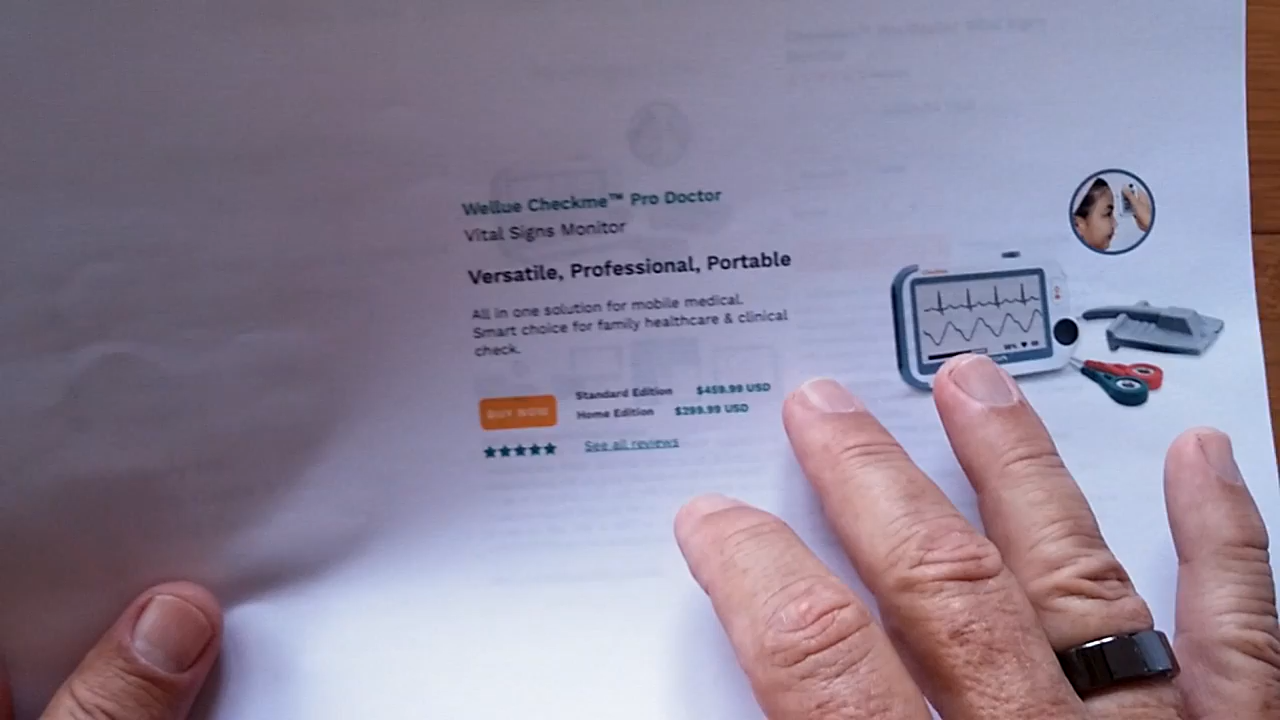 Wellue Checkme™ Pro Doctor
Vital Signs Monitor
Versatile, Professional, Portable
All in one solution for mobile medical.
Smart choice for family healthcare & clinical
check.
BUY NOW
Standard Edition $459.99 USD
Home Edition $299.99 USD
See all reviews